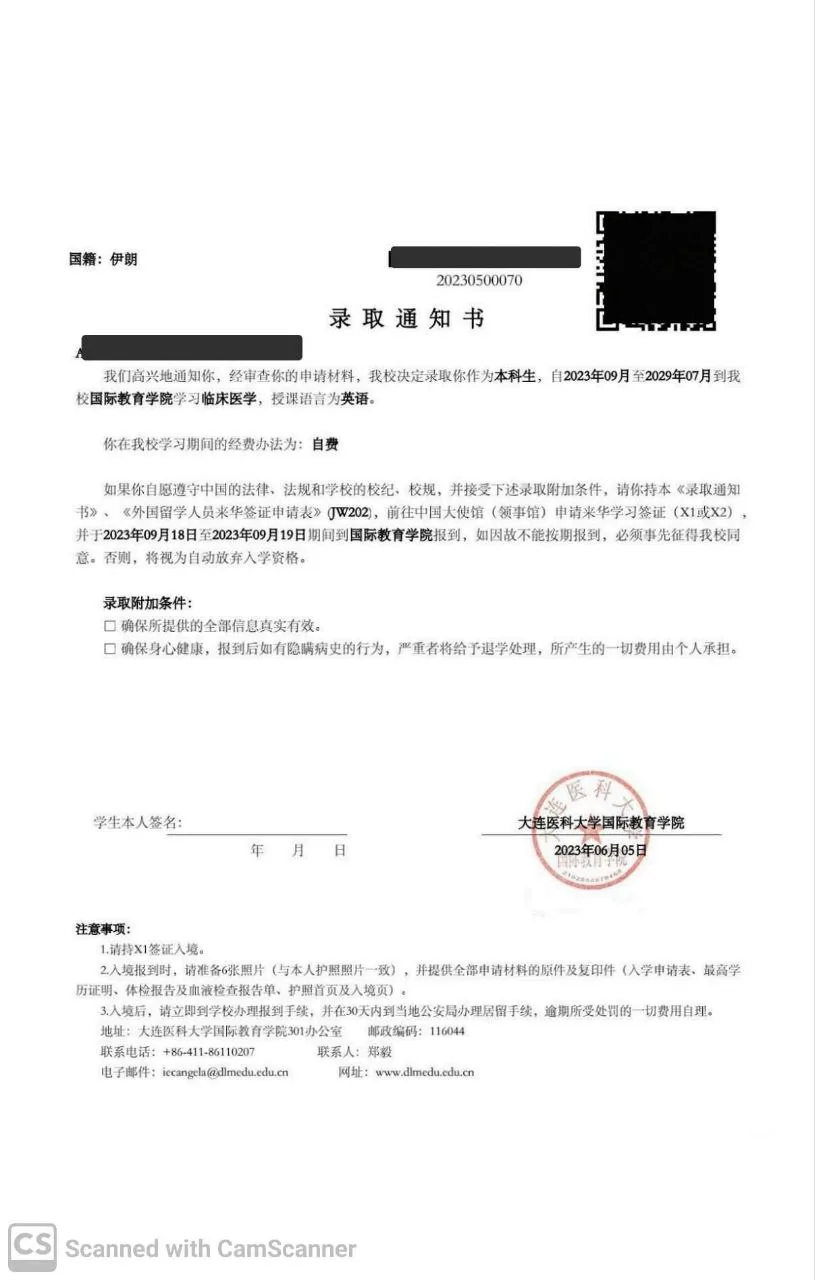 国籍：伊朗
20230500070
录取通知书
A
我们高兴地通知你，经审查你的申请材料，我校决定录取你作为本科生，自2023年09月至2029年07月到我
校国际教育学院学习临床医学，授课语言为英语。
你在我校学习期间的经费办法为：自费
如果你自愿遵守中国的法律、法规和学校的校纪、校规，并接受下述录取附加条件，请你持本《录取通知
书》、《外国留学人员来华签证申请表》(JW202)，前往中国大使馆（领事馆）申请来华学习签证（X1或X2），
并于2023年09月18日至2023年09月19日期间到国际教育学院报到，如因故不能按期报到，必须事先征得我校同
意。否则，将视为自动放弃入学资格。
录取附加条件：
□ 确保所提供的全部信息真实有效。
□ 确保身心健康，报到后如有隐瞒病史的行为，严重者将给予退学处理，所产生的一切费用由个人承担。
大连医科大学
学生本人签名：
大连医科大学国际教育学院
年 月 日
2023年06月05日
国际教育学院
注意事项：
1.请持X1签证入境。
2.入境报到时，请准备6张照片（与本人护照照片一致），并提供全部申请材料的原件及复印件（入学申请表、最高学
历证明、体检报告及血液检查报告单、护照首页及入境页）。
3.入境后，请立即到学校办理报到手续，并在30天内到当地公安局办理居留手续，逾期所受处罚的一切费用自理。
地址：大连医科大学国际教育学院301办公室 邮政编码：116044
联系电话：+86-411-86110207 联系人：郑毅
电子邮件：iecangela@dlmedu.edu.cn 网址：www.dlmedu.edu.cn
CS Scanned with CamScanner